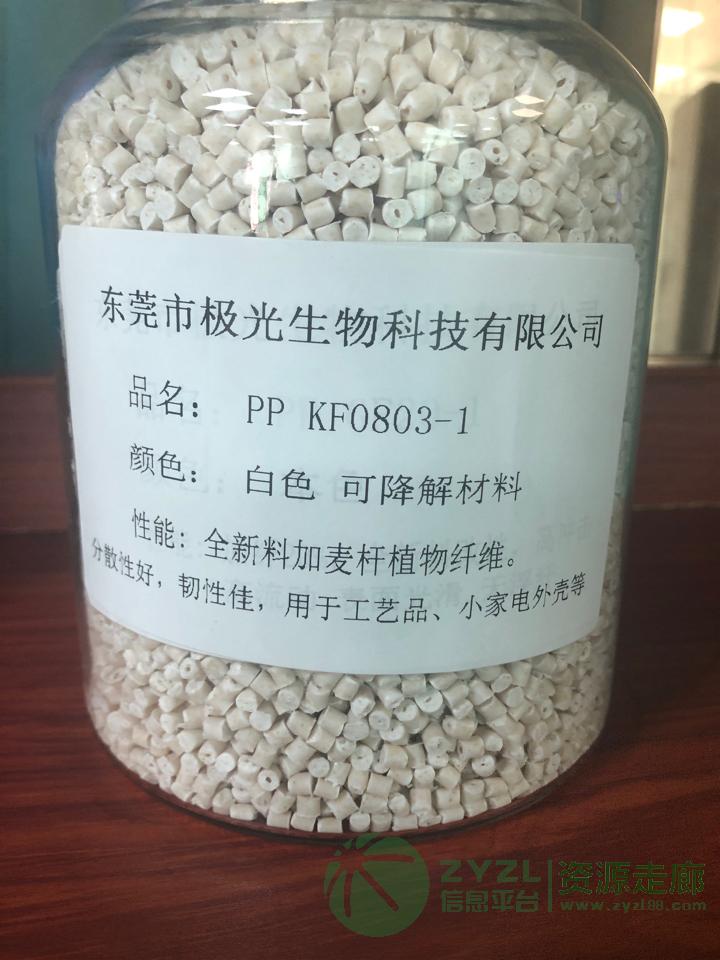 东莞市极光生物科技有限公司
品名： PP KF0803-1
颜色： 白色 可降解材料
性能：全新料加麦杆植物纤维。
分散性好，韧性佳，用于工艺品、小家电外壳等
ZYZL
信息平台
资源走廊
www.zyzl88.com